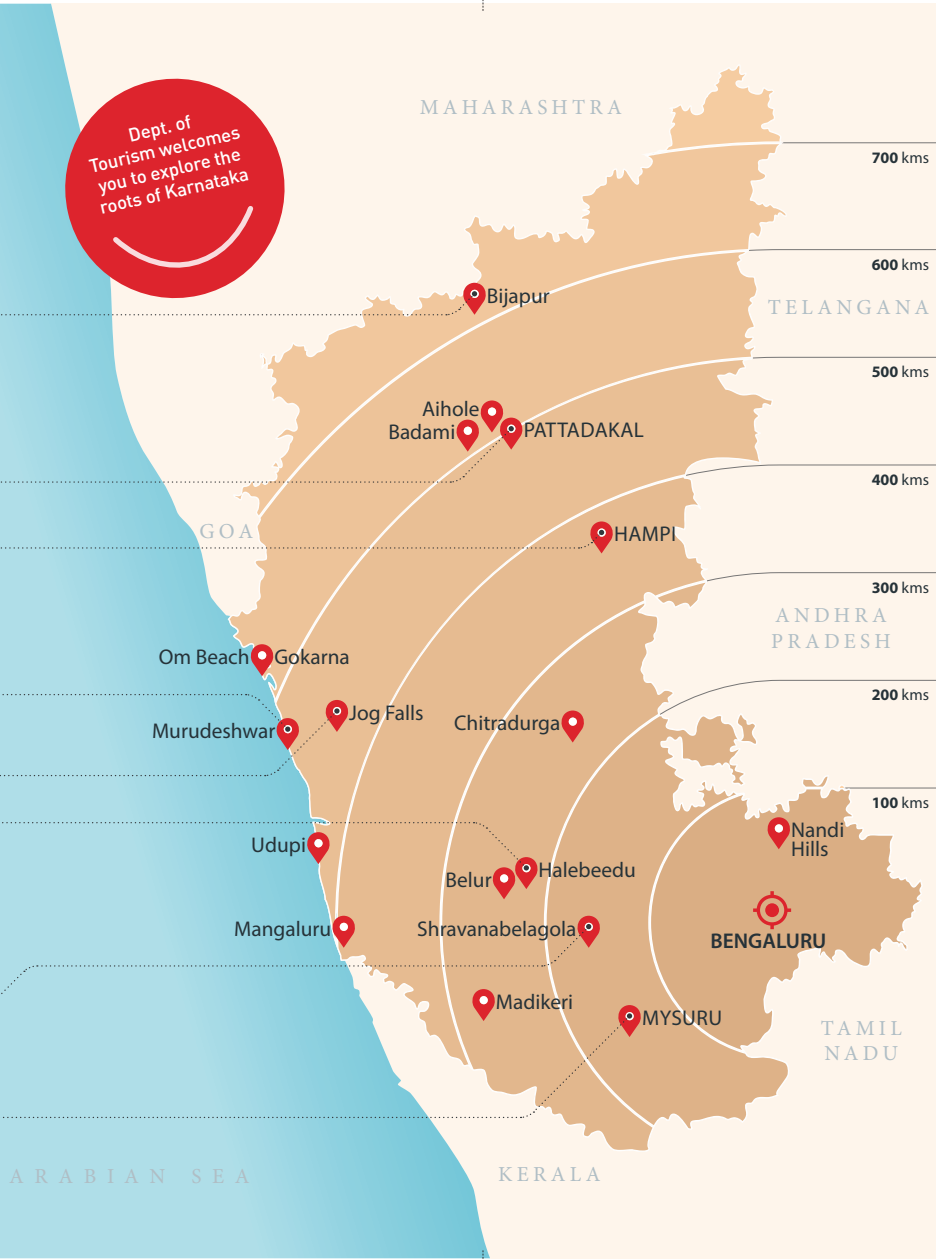 MAHARASHTRA
Dept. of
Tourism welcomes
you to explore the
roots of Karnataka
700 kms
600 kms
Bijapur
TELANGANA
500 kms
Aihole
Badami
PATTADAKAL
400 kms
GOA
HAMPI
300 kms
ANDHRA
PRADESH
Om Beach
Gokarna
200 kms
Jog Falls
Murudeshwar
Chitradurga
100 kms
Nandi
Hills
Udupi
Halebeedu
Belur
Mangaluru
Shravanabelagola
BENGALURU
Madikeri
MYSURU
TAMIL
NADU
ARABIAN SEA
KERALA